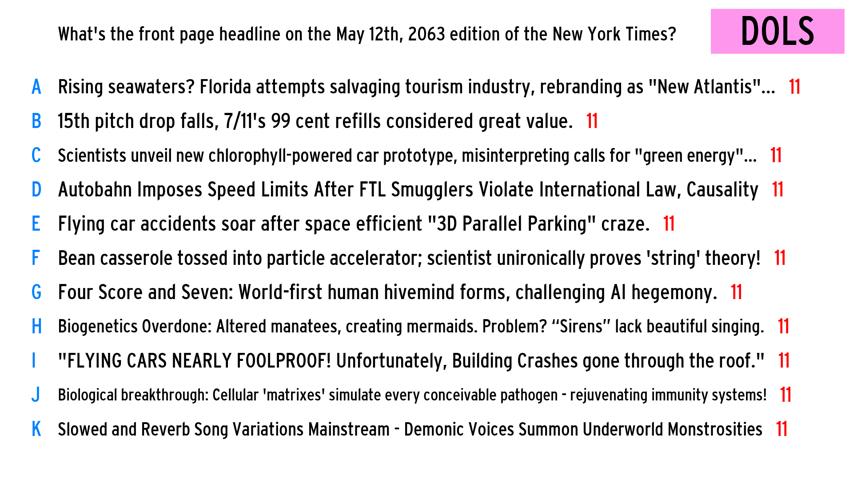 What's the front page headline on the May 12th, 2063 edition of the New York Times?
DOLS
A Rising seawaters? Florida attempts salvaging tourism industry, rebranding as "New Atlantis"... 11
B 15th pitch drop falls, 7/11's 99 cent refills considered great value. 11
C Scientists unveil new chlorophyll-powered car prototype, misinterpreting calls for "green energy"... 11
D Autobahn Imposes Speed Limits After FTL Smugglers Violate International Law, Causality 11
E Flying car accidents soar after space efficient "3D Parallel Parking" craze. 11
F Bean casserole tossed into particle accelerator; scientist unironically proves 'string' theory! 11
G Four Score and Seven: World-first human hivemind forms, challenging AI hegemony. 11
H Biogenetics Overdone: Altered manatees, creating mermaids. Problem? “Sirens” lack beautiful singing. 11
I "FLYING CARS NEARLY FOOLPROOF! Unfortunately, Building Crashes gone through the roof." 11
J Biological breakthrough: Cellular 'matrixes' simulate every conceivable pathogen - rejuvenating immunity systems! 11
K Slowed and Reverb Song Variations Mainstream - Demonic Voices Summon Underworld Monstrosities 11